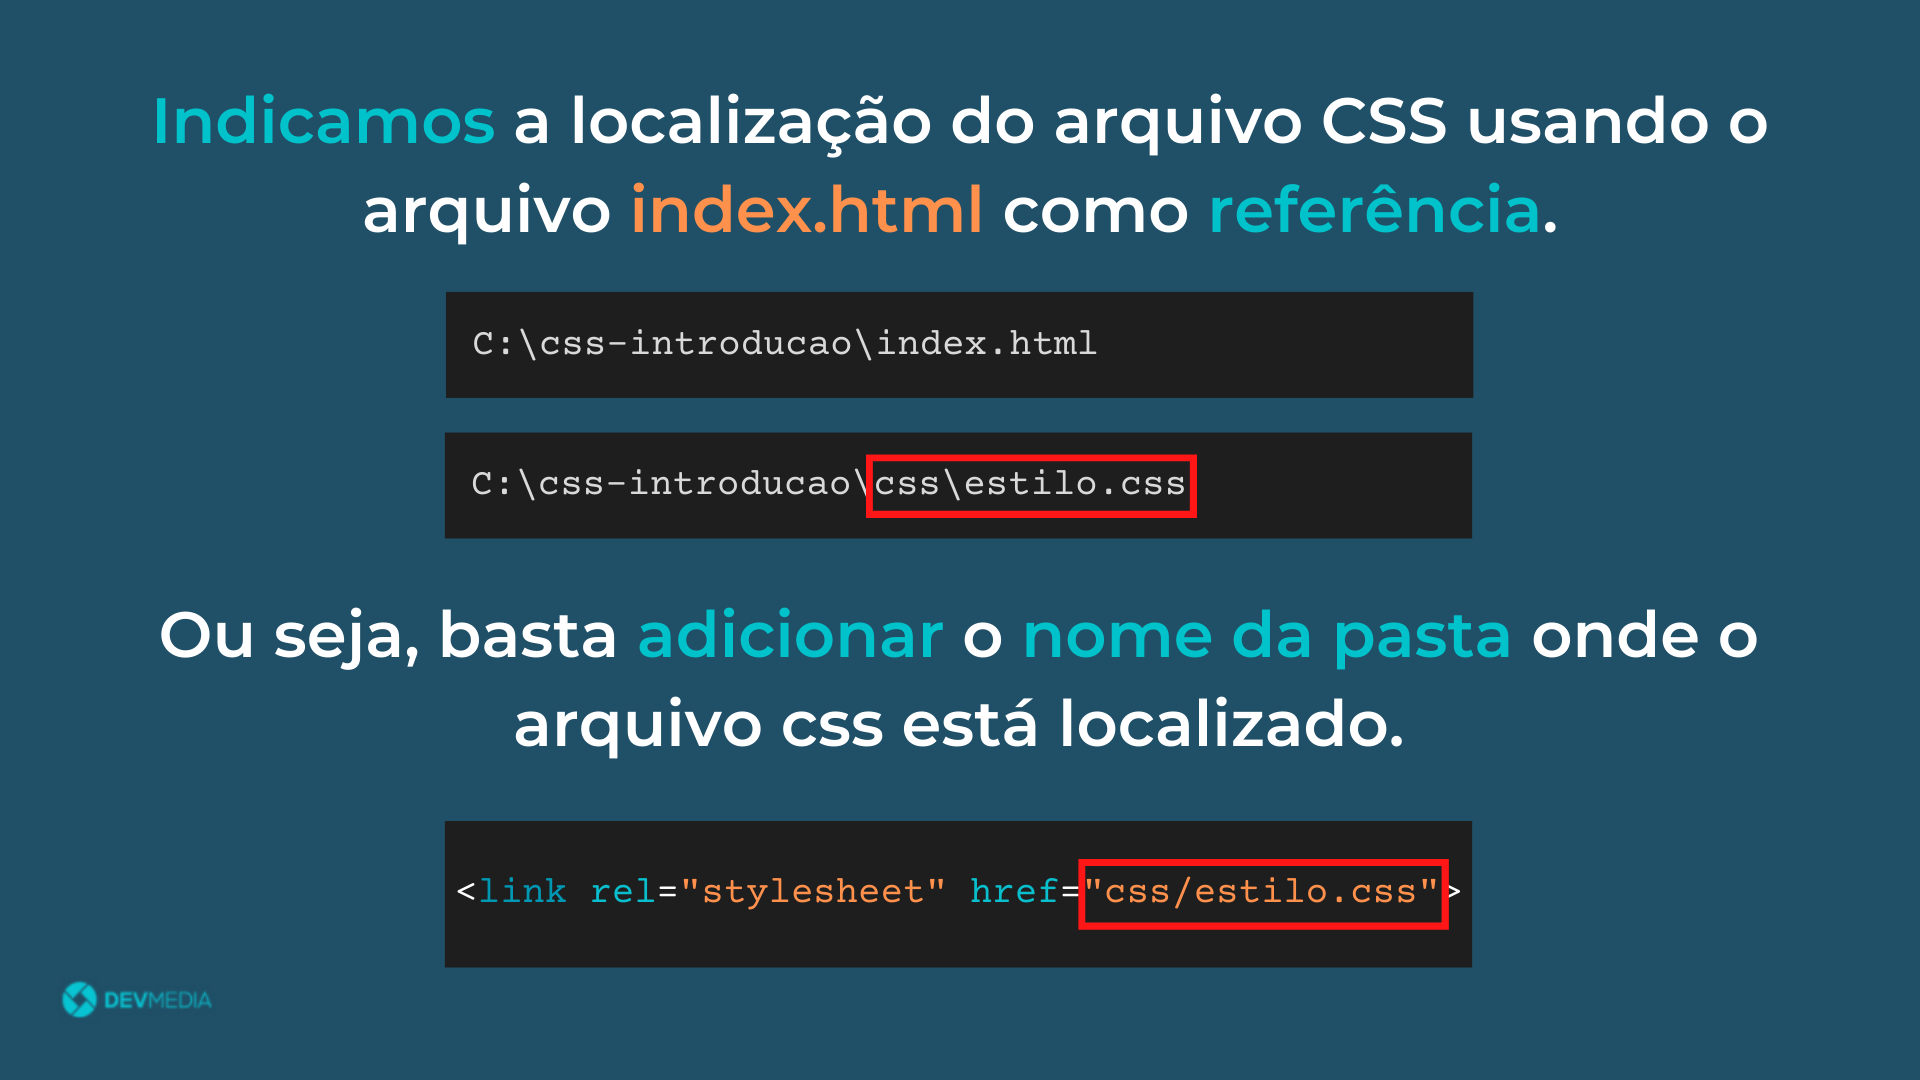 Indicamos a localização do arquivo CSS usando o
arquivo index.html como referência.
C:\css-introducao\index.html
C:\css-introducao\css\estilo.css
Ou seja, basta adicionar o nome da pasta onde o
arquivo css está localizado.
<link rel="stylesheet" href="css/estilo.css">
DEVMEDIA